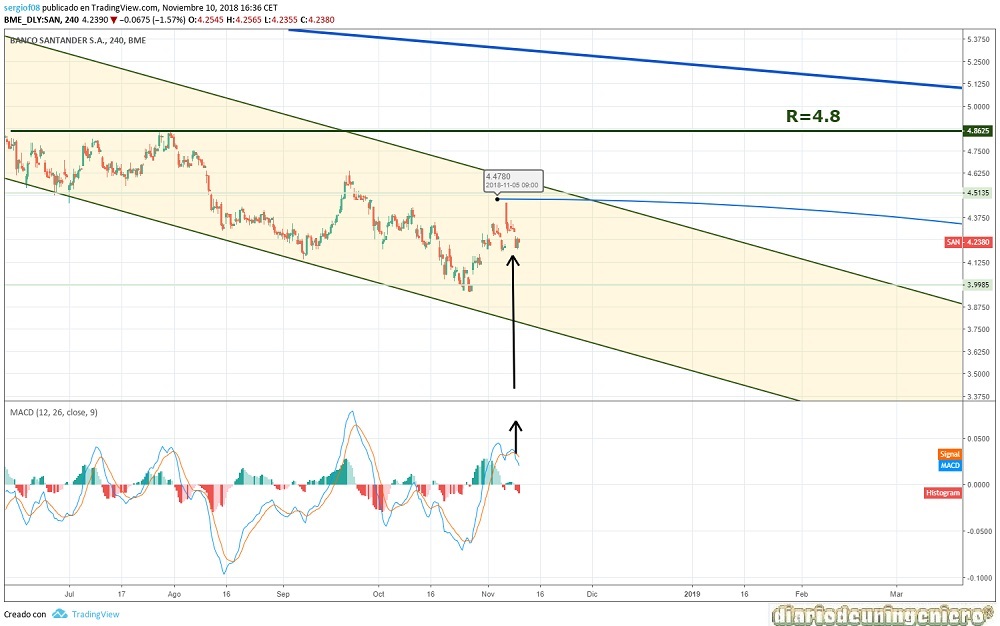 sergiof08 publicado en TradingView.com, Noviembre 10, 2018 16:36 CET
BME_DLY:SAN, 240 4.2390 ▼ −0.0675 (−1.57%) O:4.2545 H:4.2565 L:4.2355 C:4.2380
BANCO SANTANDER S.A., 240, BME
5.3750
5.2500
5.1250
5.0000
R=4.8
4.8625
4.7500
4.6250
4.4780
2018-11-05 09:00
4.5135
4.3750
SAN 4.2380
4.1250
3.9985
3.8750
3.7500
3.6250
3.5000
3.3750
MACD (12, 26, close, 9)
0.0500
Signal
MACD
0.0000
Histogram
-0.0500
-0.1000
Jul 17 Ago 16 Sep Oct 16 Nov 16 Dic 2019 16 Feb Mar
Creado con TradingView
diariodeuningeniero®